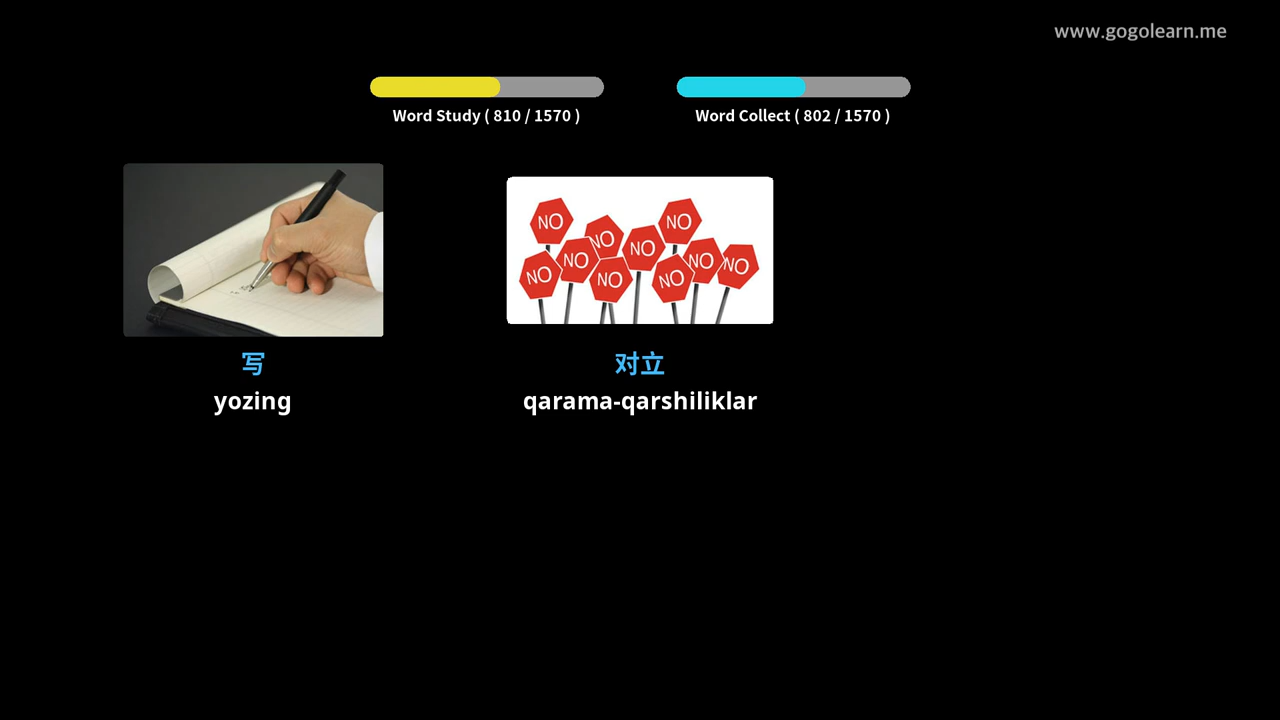 www.gogolearn.me
Word Study ( 810 / 1570 )
Word Collect ( 802 / 1570 )
NO
NO
NO
NO
NO
NO
NO
NO
NO
NO
写
yozing
对立
qarama-qarshiliklar